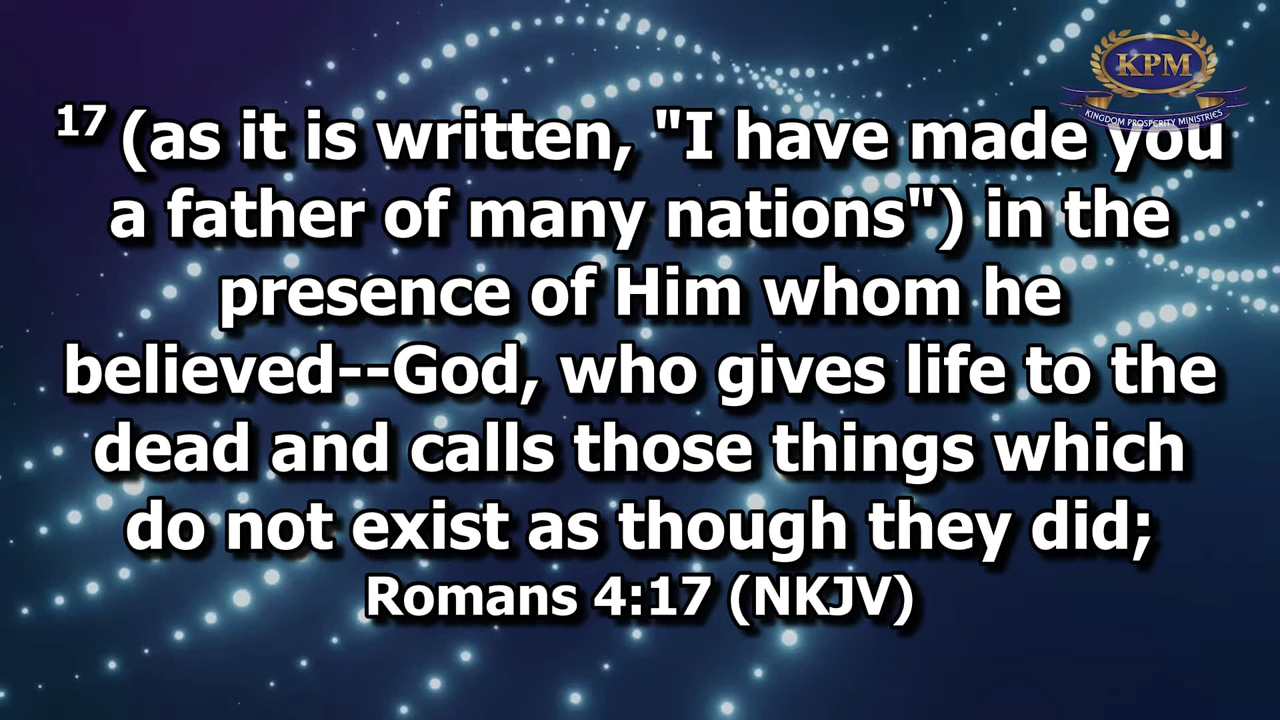 KPM
KINGDOM PROSPERITY MINISTRIES
17 (as it is written, "I have made you
a father of many nations") in the
presence of Him whom he
believed--God, who gives life to the
dead and calls those things which
do not exist as though they did;
Romans 4:17 (NKJV)